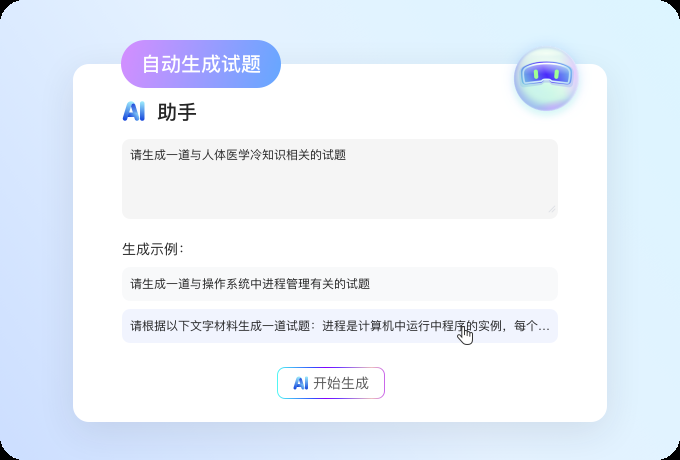 自动生成试题
AI 助手
请生成一道与人体医学冷知识相关的试题
生成示例：
请生成一道与操作系统中进程管理有关的试题
请根据以下文字材料生成一道试题：进程是计算机中运行中程序的实例，每个...
AI 开始生成